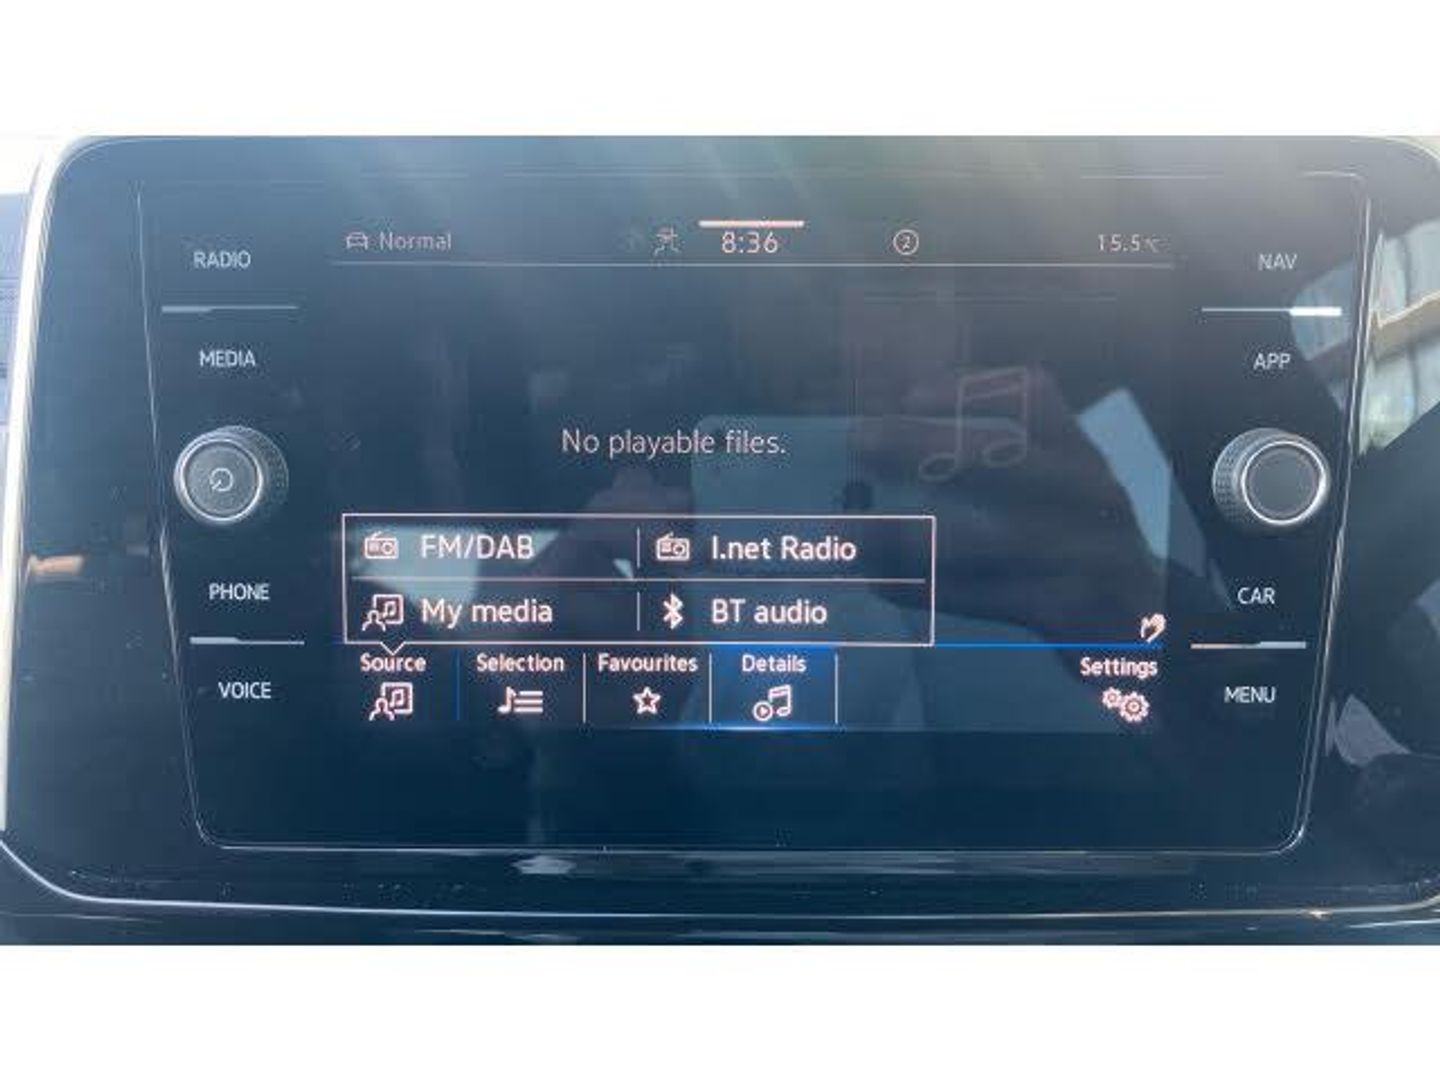 Normal 8:36 2 15.5°C
RADIO
NAV
MEDIA
APP
No playable files.
FM/DAB I.net Radio
My media BT audio
PHONE
CAR
Source Selection Favourites Details Settings
VOICE
MENU